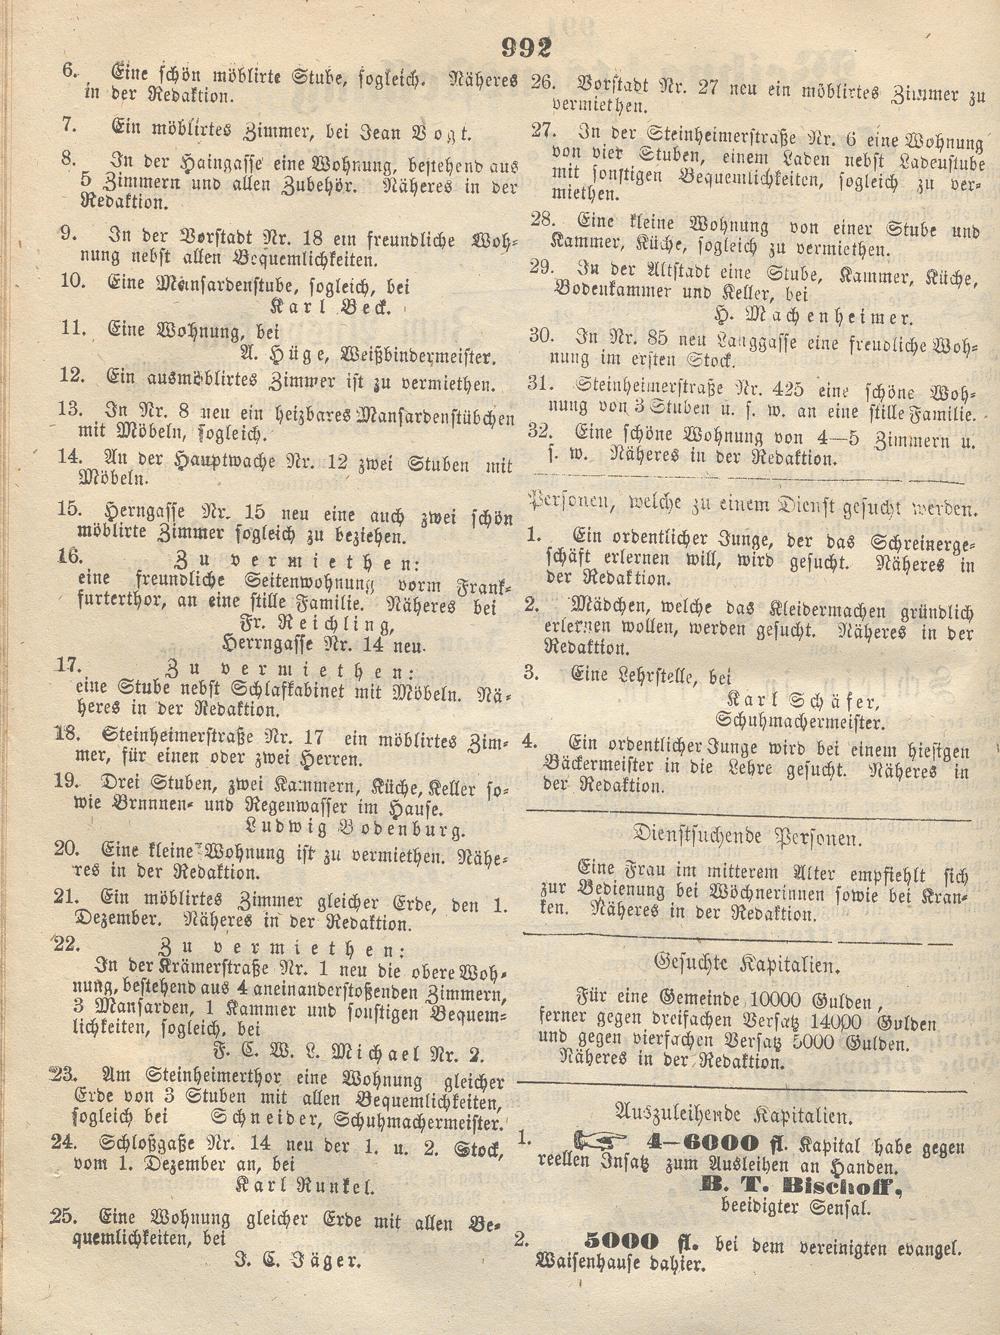 992
6. Eine schön möblirte Stube, sogleich. Näheres
in der Redaktion.
7. Ein möblirtes Zimmer, bei Jean Vogt.
8. In der Haingasse eine Wohnung, bestehend aus
5 Zimmern und allen Zubehör. Näheres in der
Redaktion.
9. In der Vorstadt Nr. 18 ein freundliche Woh-
nung nebst allen Bequemlichkeiten.
10. Eine Mansardenstube, sogleich, bei
Karl Beck.
11. Eine Wohnung, bei
A. Hüge, Weißbindermeister.
12. Ein ausmöblirtes Zimmer ist zu vermiethen.
13. In Nr. 8 neu ein heizbares Mansardenstübchen
mit Möbeln, sogleich.
14. An der Hauptwache Nr. 12 zwei Stuben mit
Möbeln.
15. Herngasse Nr. 15 neu eine auch zwei schön
möblirte Zimmer sogleich zu beziehen.
16. Zu vermiethen:
eine freundliche Seitenwohnung vorm Frank-
furterthor, an eine stille Familie. Näheres bei
Fr. Reichling,
Herrngasse Nr. 14 neu.
17. Zu vermiethen:
eine Stube nebst Schlafkabinet mit Möbeln. Nä-
heres in der Redaktion.
18. Steinheimerstraße Nr. 17 ein möblirtes Zim-
mer, für einen oder zwei Herren.
19. Drei Stuben, zwei Kammern, Küche, Keller so-
wie Brunnen- und Regenwasser im Hause.
Ludwig Bodenburg.
20. Eine kleine Wohnung ist zu vermiethen. Nähe-
res in der Redaktion.
21. Ein möblirtes Zimmer gleicher Erde, den 1.
Dezember. Näheres in der Redaktion.
22. Zu vermiethen:
In der Krämerstraße Nr. 1 neu die obere Woh-
nung, bestehend aus 4 aneinanderstoßenden Zimmern,
3 Mansarden, 1 Kammer und sonstigen Bequem-
lichkeiten, sogleich, bei
F. C. W. L. Michael Nr. 2.
23. Am Steinheimerthor eine Wohnung gleicher
Erde von 3 Stuben mit allen Bequemlichkeiten,
sogleich bei Schneider, Schuhmachermeister.
24. Schloßgaße Nr. 14 neu der 1. u. 2. Stock,
vom 1. Dezember an, bei
Karl Runkel.
25. Eine Wohnung gleicher Erde mit allen Be-
quemlichkeiten, bei
J. C. Jäger.
26. Vorstadt Nr. 27 neu ein möblirtes Zimmer zu
vermiethen.
27. In der Steinheimerstraße Nr. 6 eine Wohnung
von vier Stuben, einem Laden nebst Ladenstube
mit sonstigen Bequemlichkeiten, sogleich zu ver-
miethen.
28. Eine kleine Wohnung von einer Stube und
Kammer, Küche, sogleich zu vermiethen.
29. In der Altstadt eine Stube, Kammer, Küche,
Bodenkammer und Keller, bei
H. Machenheimer.
30. In Nr. 85 neu Langgasse eine freundliche Woh-
nung im ersten Stock.
31. Steinheimerstraße Nr. 425 eine schöne Woh-
nung von 3 Stuben u. s. w. an eine stille Familie.
32. Eine schöne Wohnung von 4—5 Zimmern u.
s. w. Näheres in der Redaktion.
Personen, welche zu einem Dienst gesucht werden.
1. Ein ordentlicher Junge, der das Schreinerge-
schäft erlernen will, wird gesucht. Näheres in
der Redaktion.
2. Mädchen, welche das Kleidermachen gründlich
erlernen wollen, werden gesucht. Näheres in der
Redaktion.
3. Eine Lehrstelle, bei
Karl Schäfer,
Schuhmachermeister.
4. Ein ordentlicher Junge wird bei einem hiesigen
Bäckermeister in die Lehre gesucht. Näheres in
der Redaktion.
Dienstsuchende Personen.
Eine Frau im mitterem Alter empfiehlt sich
zur Bedienung bei Wöchnerinnen sowie bei Kran-
ken. Näheres in der Redaktion.
Gesuchte Kapitalien.
Für eine Gemeinde 10000 Gulden,
ferner gegen dreifachen Versatz 14000 Gulden
und gegen vierfachen Versatz 5000 Gulden.
Näheres in der Redaktion.
Auszuleihende Kapitalien.
1. ☞ 4—6000 fl. Kapital habe gegen
reellen Insatz zum Ausleihen an Handen.
B. T. Bischoff,
beeidigter Sensal.
2. 5000 fl. bei dem vereinigten evangel.
Waisenhause dahier.